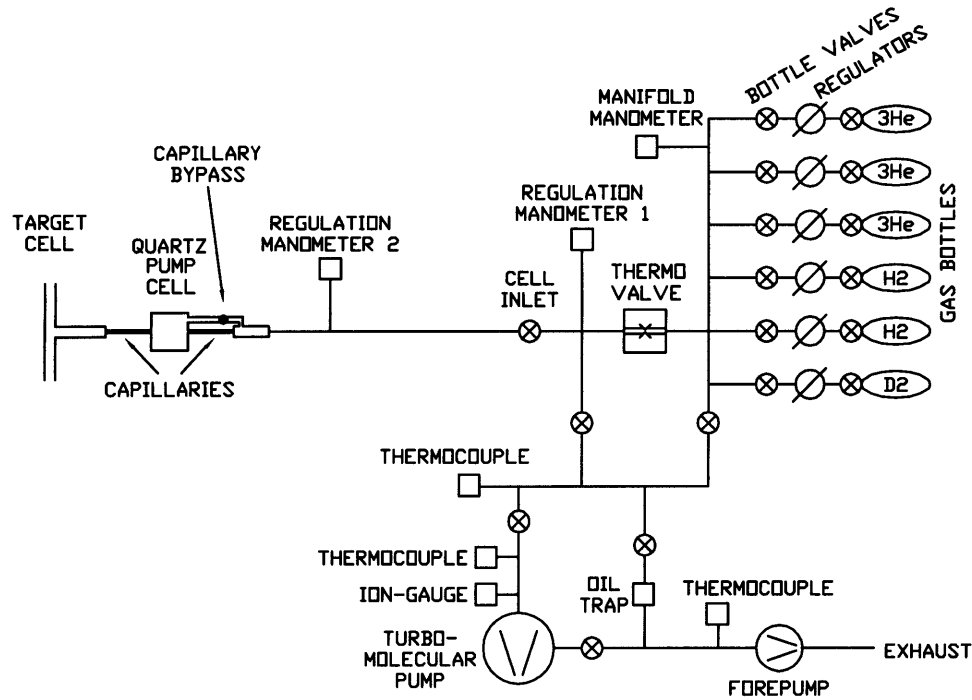 BOTTLE VALVES
REGULATORS
MANIFOLD
MANOMETER
3He
3He
3He
H2
H2
D2
GAS BOTTLES
CAPILLARY
BYPASS
REGULATION
MANOMETER 1
TARGET
CELL
REGULATION
MANOMETER 2
QUARTZ
PUMP
CELL
CELL
INLET
THERMO
VALVE
CAPILLARIES
THERMOCOUPLE
THERMOCOUPLE
ION-GAUGE
OIL
TRAP
THERMOCOUPLE
TURBO-
MOLECULAR
PUMP
EXHAUST
FOREPUMP